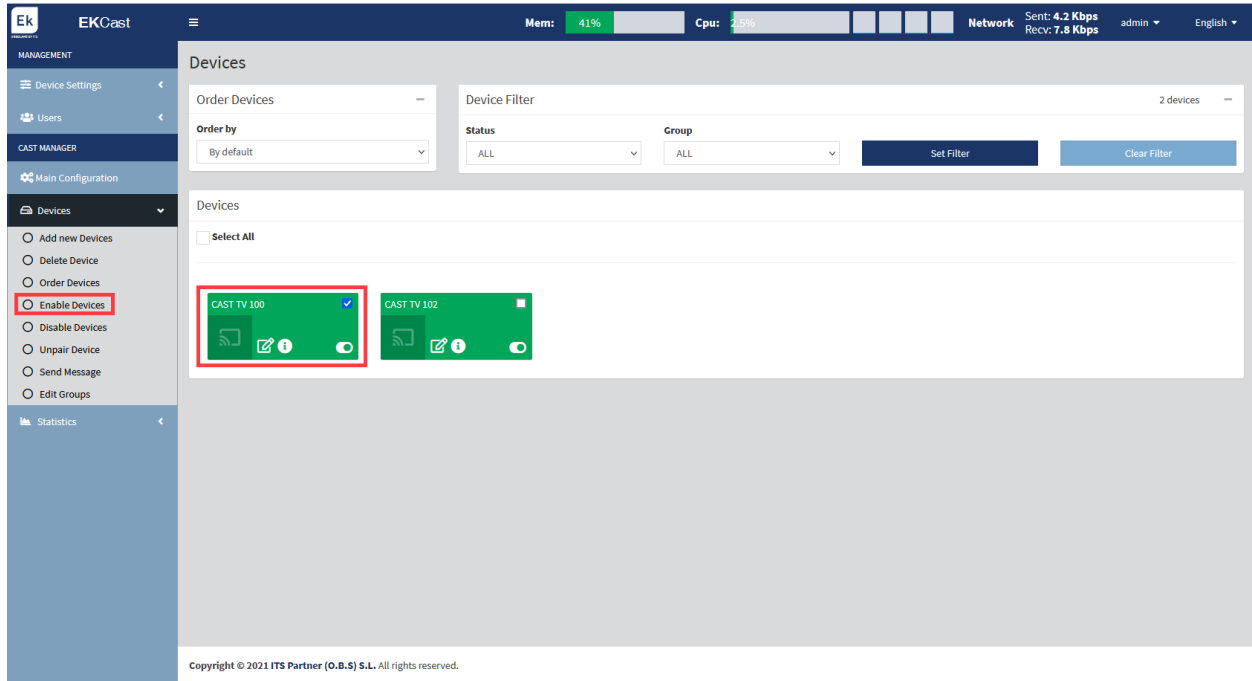 Ek
EKCast
Mem: 41%
Cpu: 2.5%
Network
Sent: 4.2 Kbps
Recv: 7.8 Kbps
admin
English
MANAGEMENT
Device Settings
Users
CAST MANAGER
Main Configuration
Devices
Add new Devices
Delete Device
Order Devices
Enable Devices
Disable Devices
Unpair Device
Send Message
Edit Groups
Statistics
Devices
Order Devices
Order by
By default
Device Filter
2 devices
Status
Group
ALL
ALL
Set Filter
Clear Filter
Devices
Select All
CAST TV 100
CAST TV 102
Copyright © 2021 ITS Partner (O.B.S) S.L. All rights reserved.